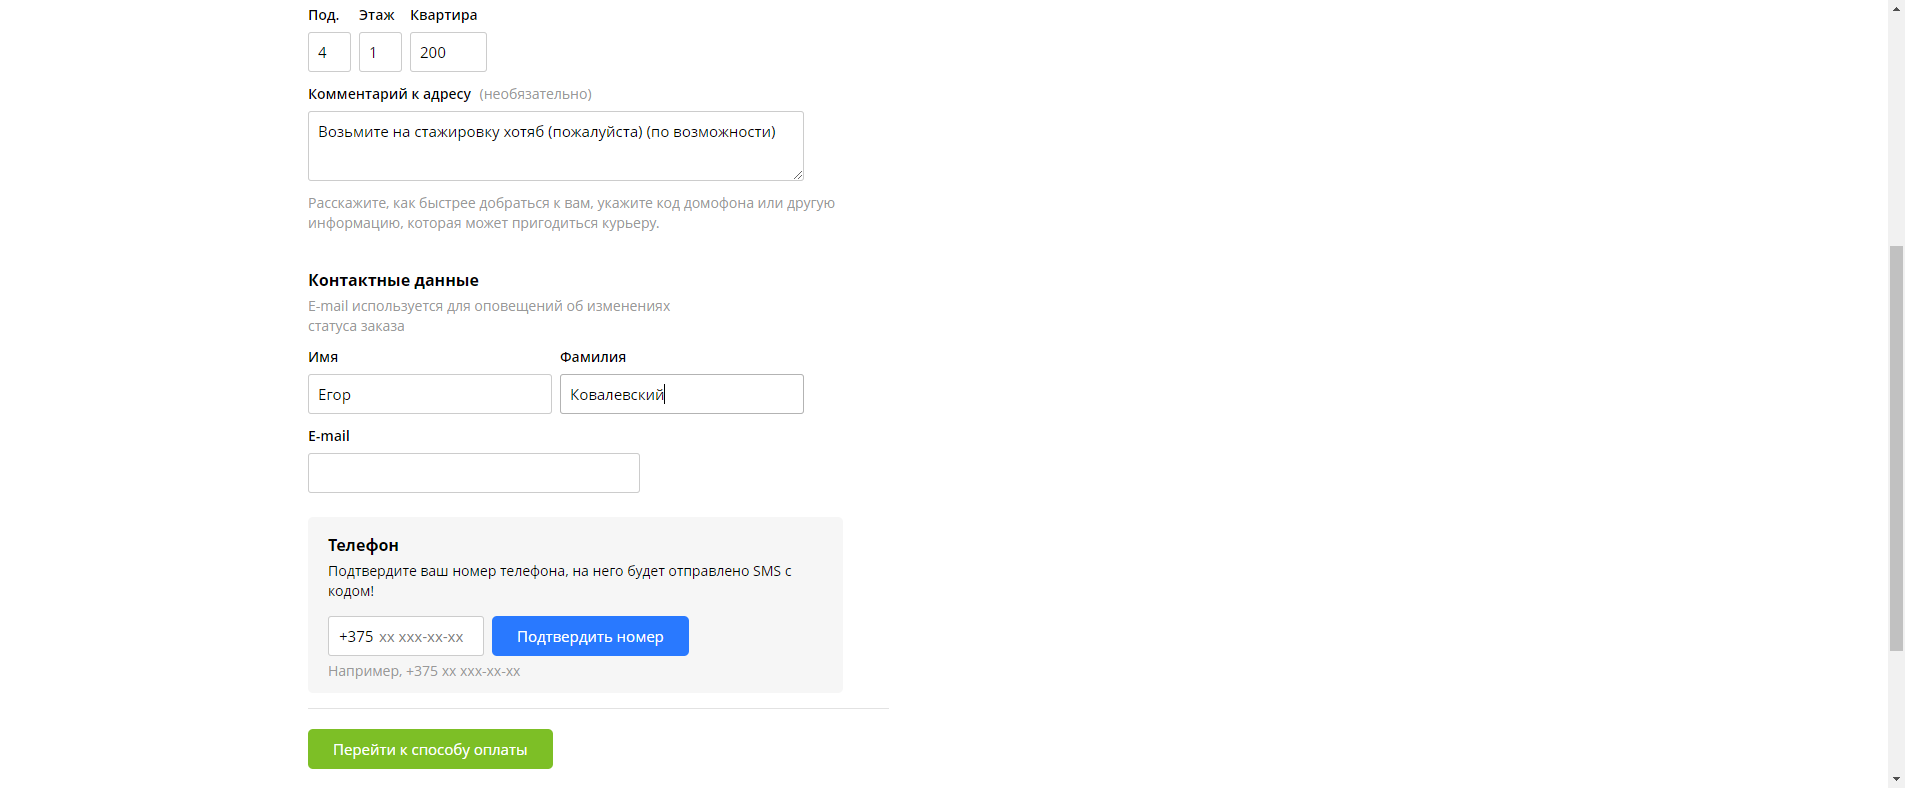 Под. Этаж Квартира
4 1 200
Комментарий к адресу (необязательно)
Возьмите на стажировку хотяб (пожалуйста) (по возможности)
Расскажите, как быстрее добраться к вам, укажите код домофона или другую
информацию, которая может пригодиться курьеру.
Контактные данные
E-mail используется для оповещений об изменениях
статуса заказа
Имя Фамилия
Егор Ковалевский
E-mail
Телефон
Подтвердите ваш номер телефона, на него будет отправлено SMS с
кодом!
+375 xx xxx-xx-xx Подтвердить номер
Например, +375 xx xxx-xx-xx
Перейти к способу оплаты